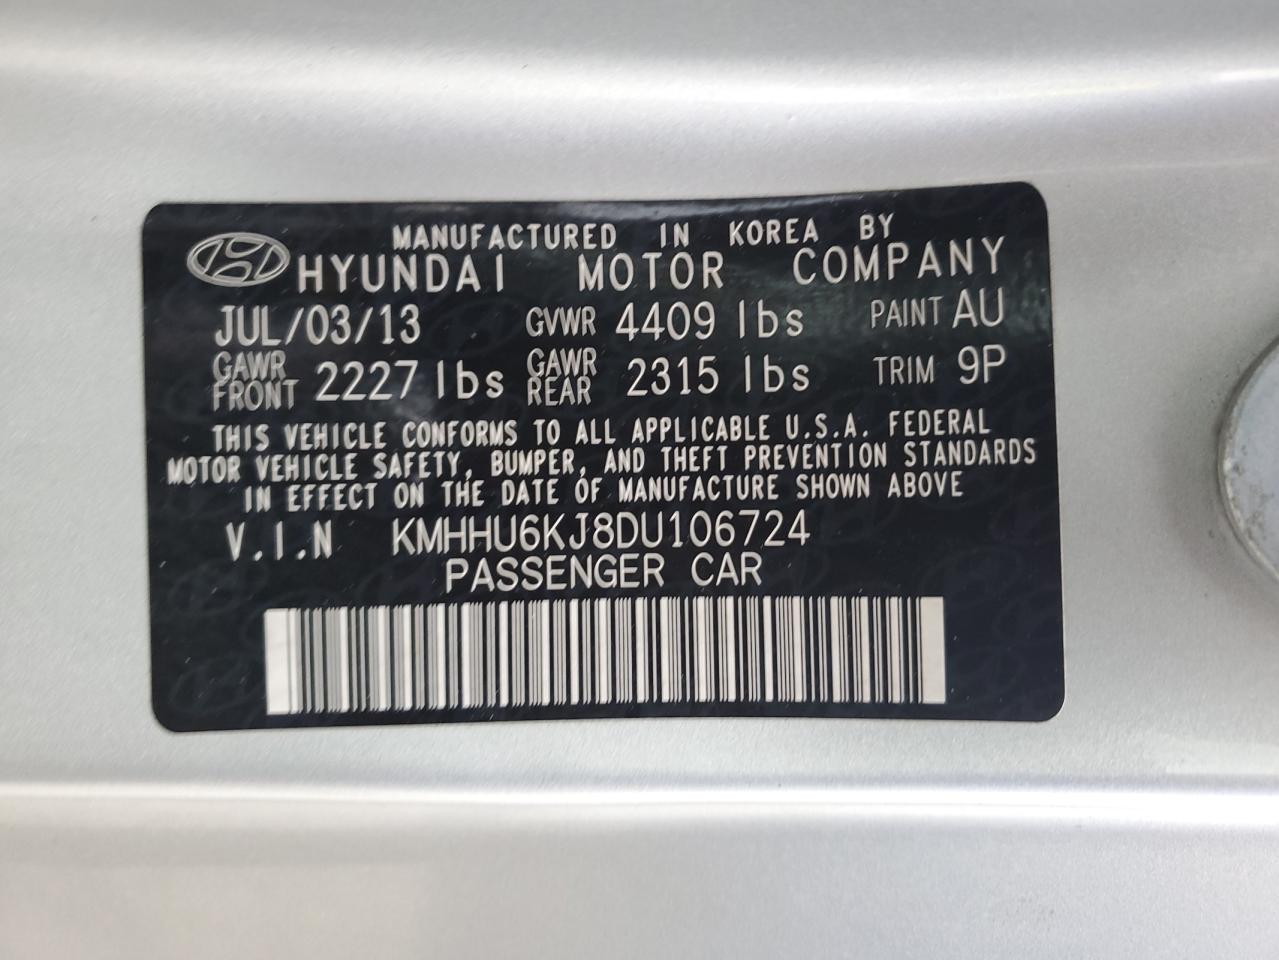 MANUFACTURED IN KOREA BY
HYUNDAI MOTOR COMPANY
JUL/03/13 GVWR 4409 lbs PAINT AU
GAWR FRONT 2227 lbs GAWR REAR 2315 lbs TRIM 9P
THIS VEHICLE CONFORMS TO ALL APPLICABLE U.S.A. FEDERAL
MOTOR VEHICLE SAFETY, BUMPER, AND THEFT PREVENTION STANDARDS
IN EFFECT ON THE DATE OF MANUFACTURE SHOWN ABOVE
V.I.N KMHHU6KJ8DU106724
PASSENGER CAR